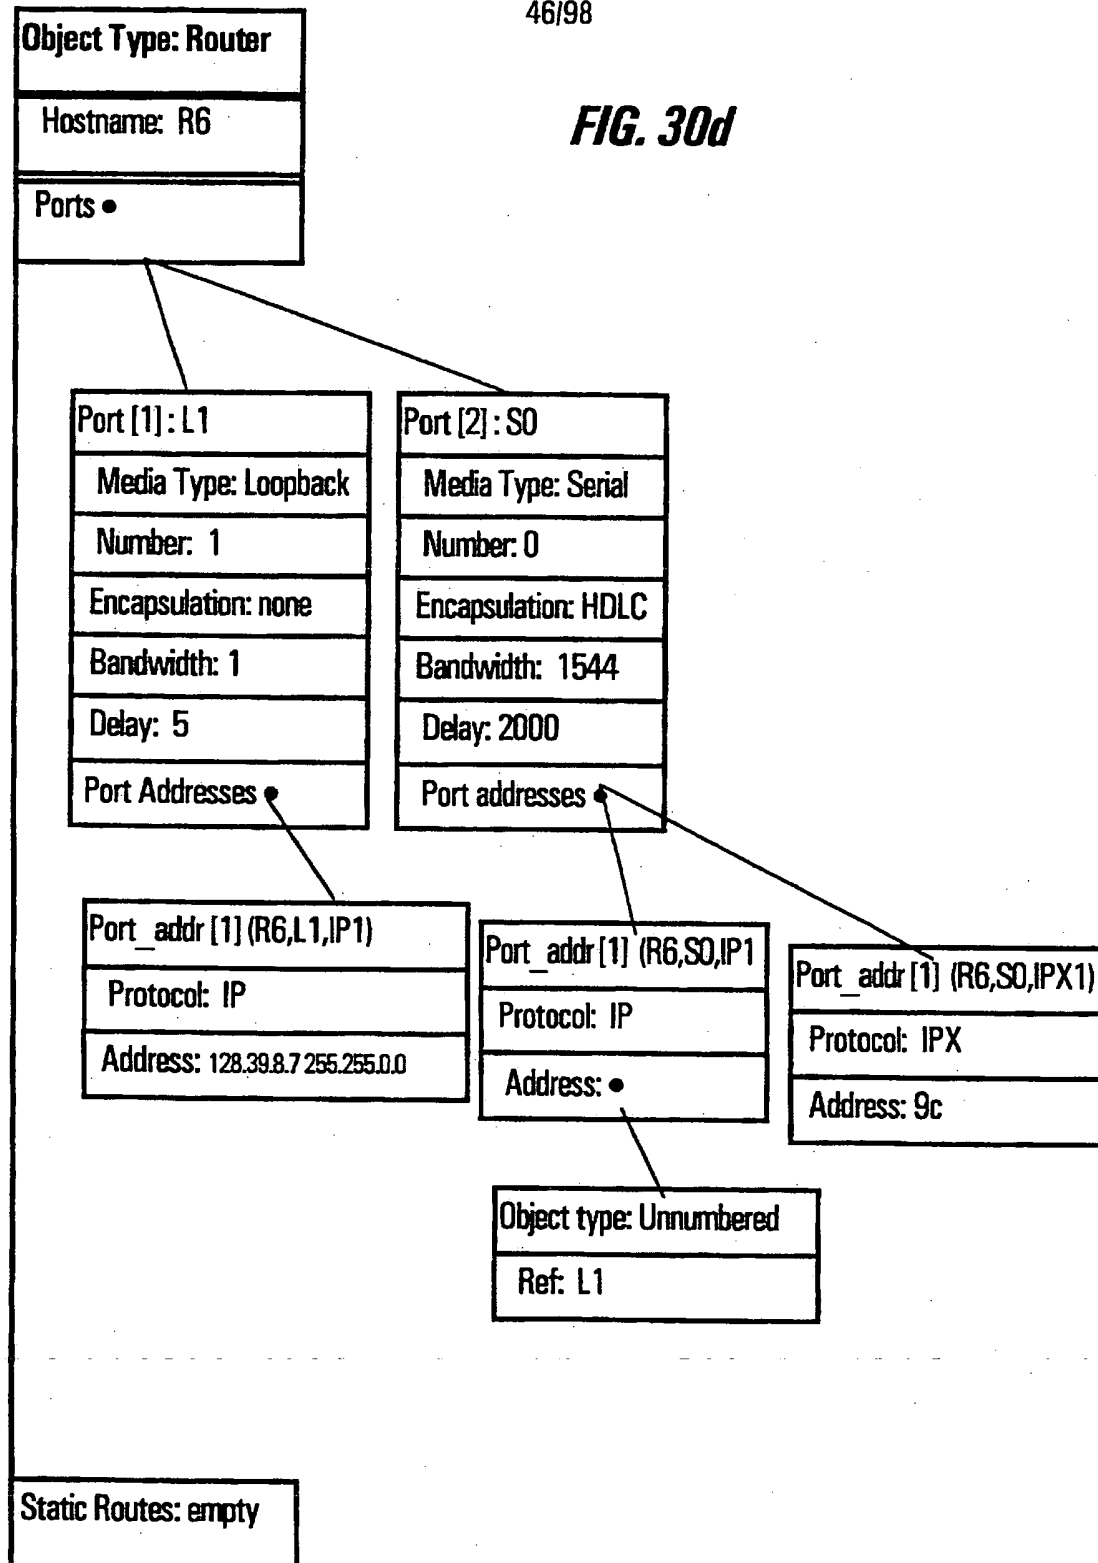 46/98
FIG. 30d
Object Type: Router
Hostname: R6
Ports
Port [1] : L1
Media Type: Loopback
Number: 1
Encapsulation: none
Bandwidth: 1
Delay: 5
Port Addresses
Port [2] : S0
Media Type: Serial
Number: 0
Encapsulation: HDLC
Bandwidth: 1544
Delay: 2000
Port addresses
Port_addr [1] (R6,L1,IP1)
Protocol: IP
Address: 128.39.8.7 255.255.0.0
Port_addr [1] (R6,S0,IP1
Protocol: IP
Address:
Port_addr [1] (R6,S0,IPX1)
Protocol: IPX
Address: 9c
Object type: Unnumbered
Ref: L1
Static Routes: empty